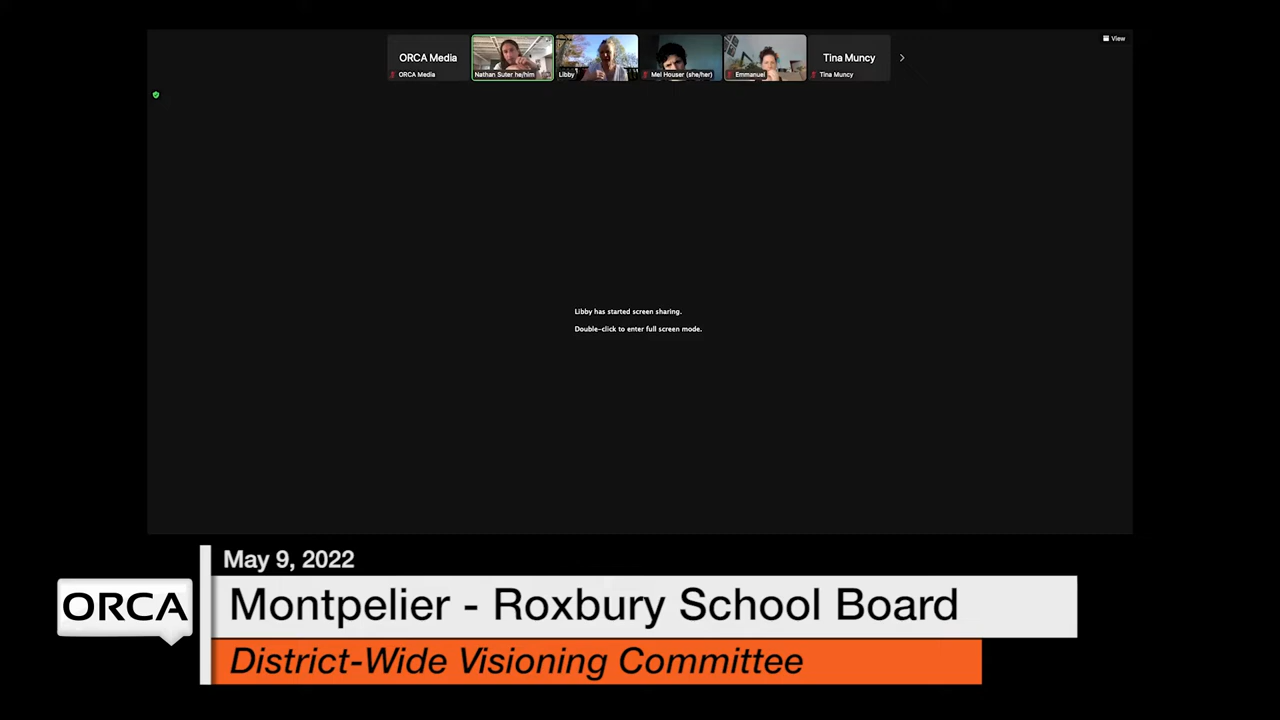 View
ORCA Media
Tina Muncy
ORCA Media
Nathan Suter he/him
Libby
Mel Houser (she/her)
Emmanuel
Tina Muncy
Libby has started screen sharing.
Double-click to enter full screen mode.
May 9, 2022
ORCA
Montpelier - Roxbury School Board
District-Wide Visioning Committee